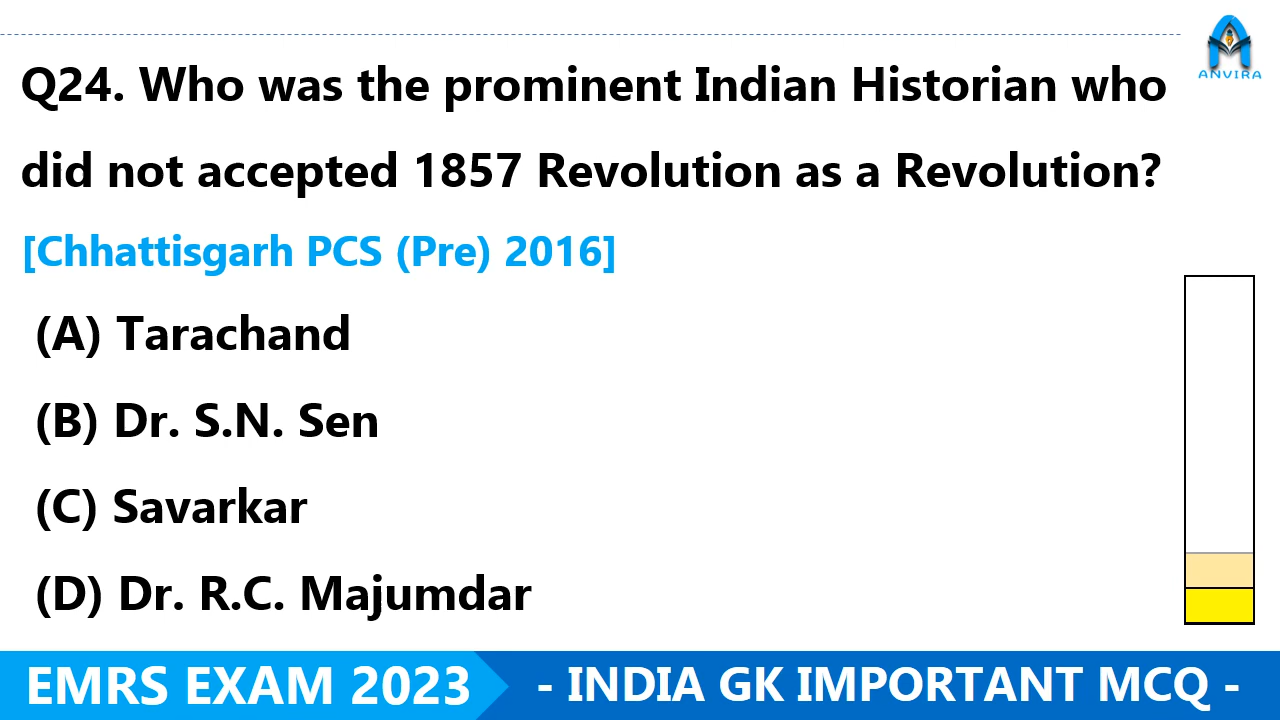 ANVIRA
Q24. Who was the prominent Indian Historian who
did not accepted 1857 Revolution as a Revolution?
[Chhattisgarh PCS (Pre) 2016]
(A) Tarachand
(B) Dr. S.N. Sen
(C) Savarkar
(D) Dr. R.C. Majumdar
EMRS EXAM 2023
- INDIA GK IMPORTANT MCQ -